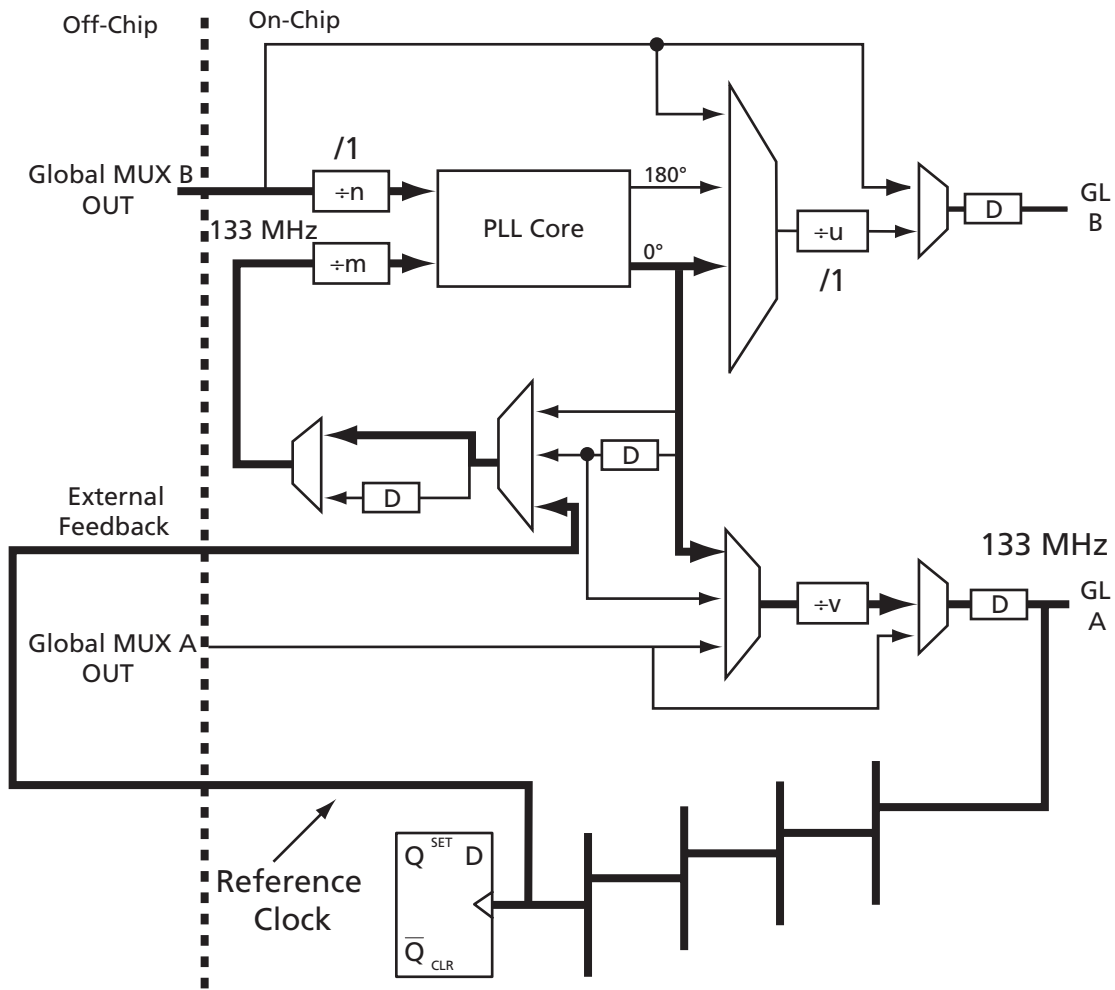 Off-Chip
On-Chip
Global MUX B
OUT
/1
÷n
133 MHz
÷m
PLL Core
180°
0°
÷u
/1
D
GL
B
D
D
External
Feedback
133 MHz
÷v
D
GL
A
Global MUX A
OUT
Reference
Clock
Q SET D
Q̅ CLR